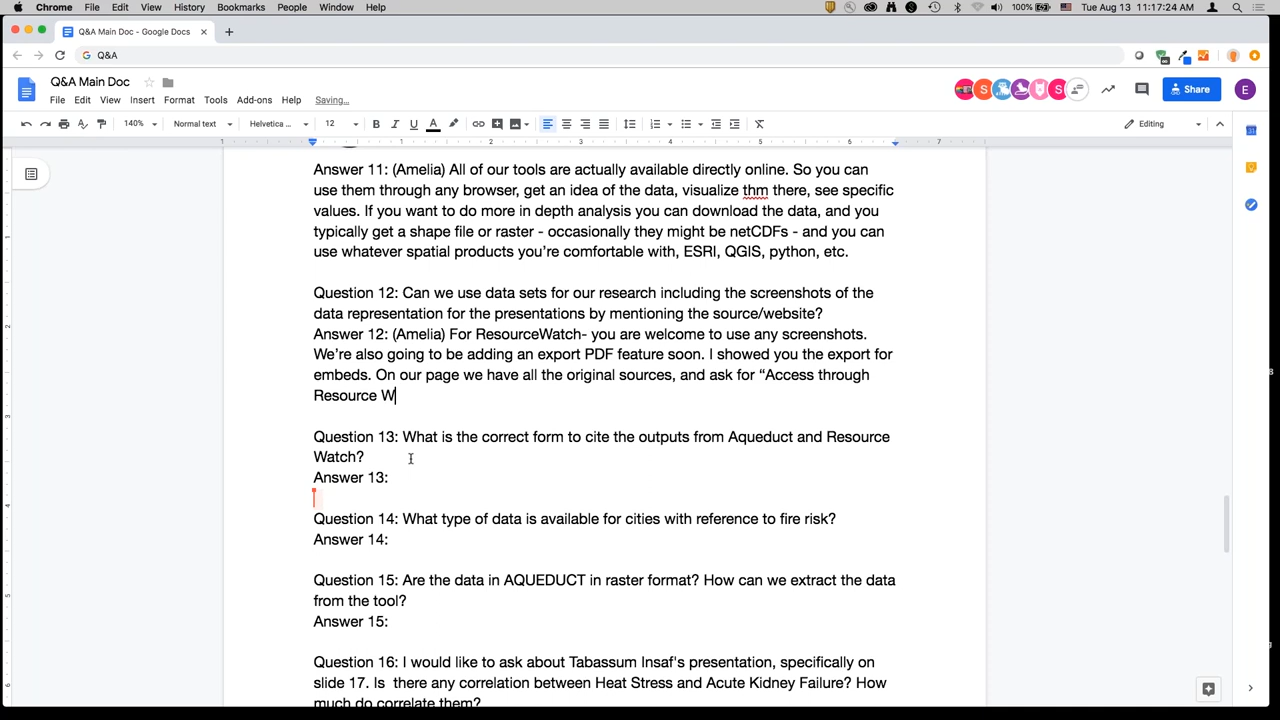 Chrome File Edit View History Bookmarks People Window Help 100% Tue Aug 13 11:17:24 AM
Q&A Main Doc - Google Docs
Q&A
Q&A Main Doc
File Edit View Insert Format Tools Add-ons Help Saving...
Share E
140% Normal text Helvetica ... 12 B I U A Editing
1 1 2 3 4 5 6 7
Answer 11: (Amelia) All of our tools are actually available directly online. So you can
use them through any browser, get an idea of the data, visualize thm there, see specific
values. If you want to do more in depth analysis you can download the data, and you
typically get a shape file or raster - occasionally they might be netCDFs - and you can
use whatever spatial products you’re comfortable with, ESRI, QGIS, python, etc.
Question 12: Can we use data sets for our research including the screenshots of the
data representation for the presentations by mentioning the source/website?
Answer 12: (Amelia) For ResourceWatch- you are welcome to use any screenshots.
We’re also going to be adding an export PDF feature soon. I showed you the export for
embeds. On our page we have all the original sources, and ask for “Access through
Resource W
Question 13: What is the correct form to cite the outputs from Aqueduct and Resource
Watch?
Answer 13:
Question 14: What type of data is available for cities with reference to fire risk?
Answer 14:
Question 15: Are the data in AQUEDUCT in raster format? How can we extract the data
from the tool?
Answer 15:
Question 16: I would like to ask about Tabassum Insaf's presentation, specifically on
slide 17. Is there any correlation between Heat Stress and Acute Kidney Failure? How
much do correlate them?